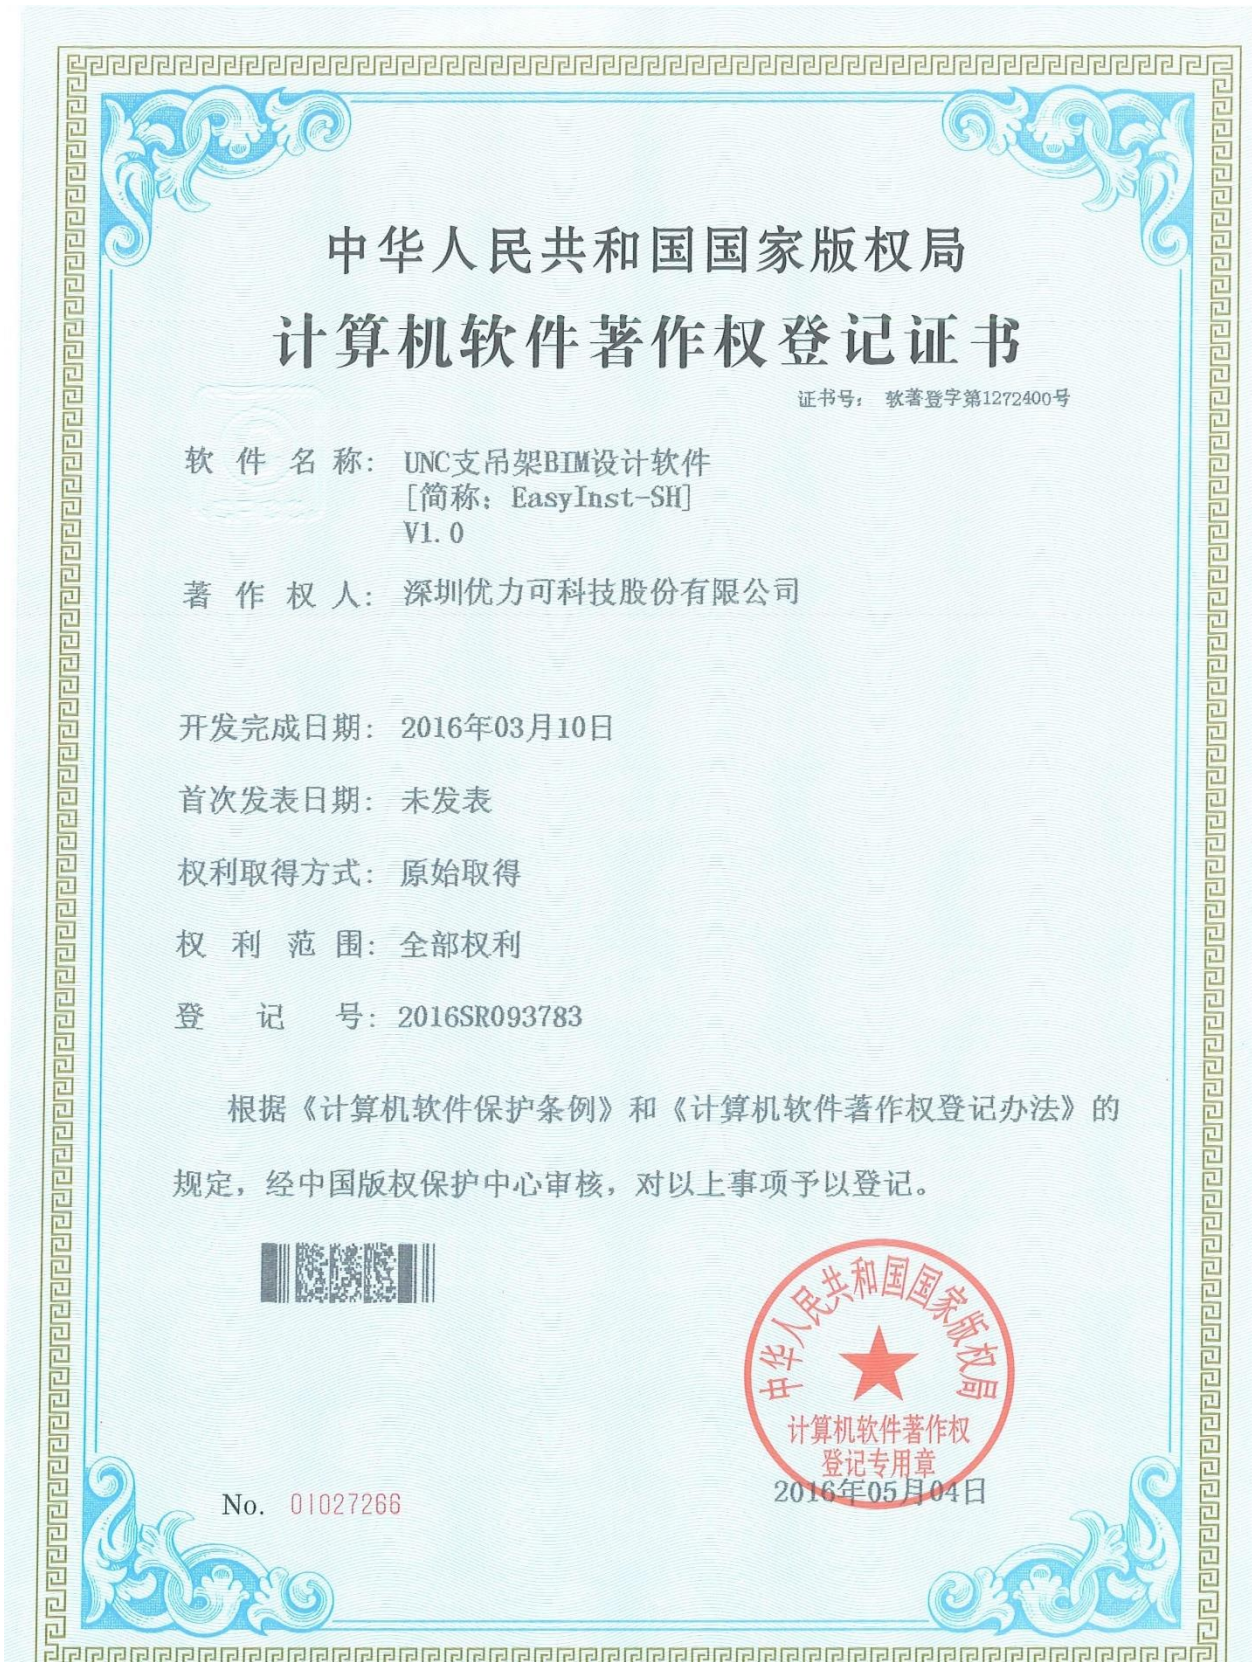 中华人民共和国国家版权局
计算机软件著作权登记证书
证书号： 软著登字第1272400号
软件名称： UNC支吊架BIM设计软件
[简称：EasyInst-SH]
V1.0
著作权人： 深圳优力可科技股份有限公司
开发完成日期： 2016年03月10日
首次发表日期： 未发表
权利取得方式： 原始取得
权利范围： 全部权利
登记号： 2016SR093783
根据《计算机软件保护条例》和《计算机软件著作权登记办法》的
规定，经中国版权保护中心审核，对以上事项予以登记。
中华人民共和国国家版权局
计算机软件著作权
登记专用章
2016年05月04日
No. 01027266